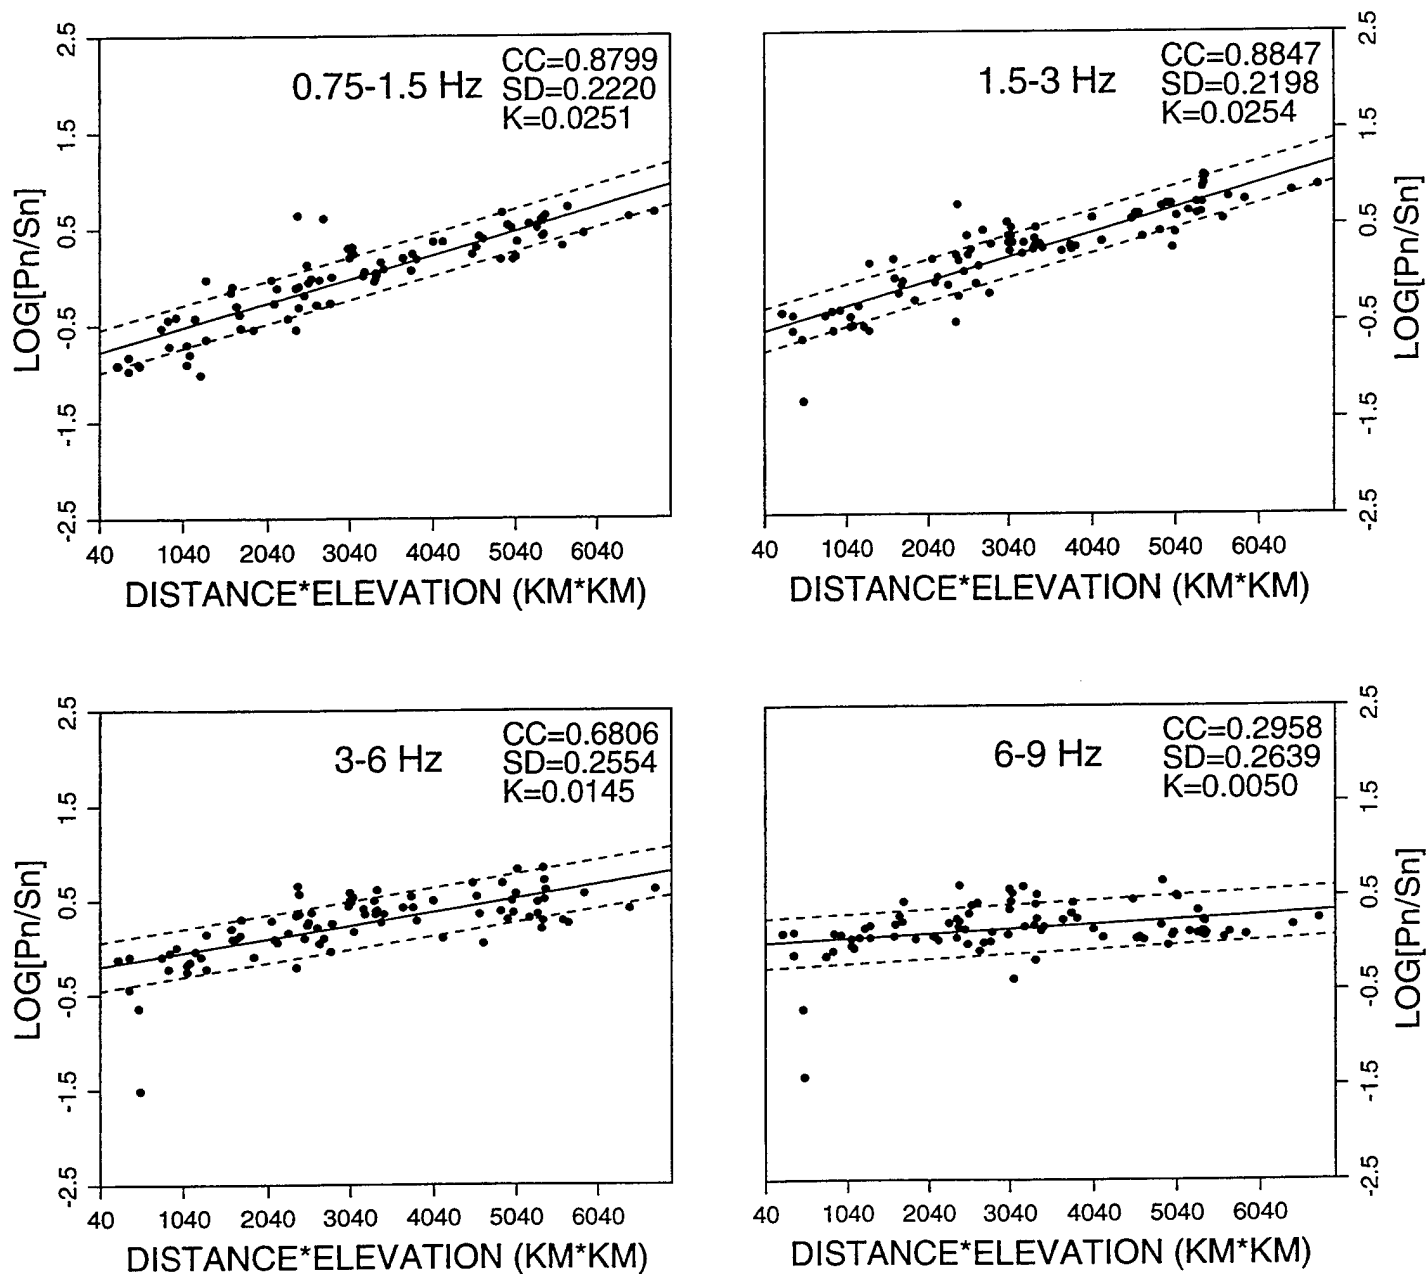 0.75-1.5 Hz
CC=0.8799
SD=0.2220
K=0.0251
LOG[Pn/Sn]
2.5
1.5
0.5
-0.5
-1.5
-2.5
40 1040 2040 3040 4040 5040 6040
DISTANCE*ELEVATION (KM*KM)
1.5-3 Hz
CC=0.8847
SD=0.2198
K=0.0254
LOG[Pn/Sn]
2.5
1.5
0.5
-0.5
-1.5
-2.5
40 1040 2040 3040 4040 5040 6040
DISTANCE*ELEVATION (KM*KM)
3-6 Hz
CC=0.6806
SD=0.2554
K=0.0145
LOG[Pn/Sn]
2.5
1.5
0.5
-0.5
-1.5
-2.5
40 1040 2040 3040 4040 5040 6040
DISTANCE*ELEVATION (KM*KM)
6-9 Hz
CC=0.2958
SD=0.2639
K=0.0050
LOG[Pn/Sn]
2.5
1.5
0.5
-0.5
-1.5
-2.5
40 1040 2040 3040 4040 5040 6040
DISTANCE*ELEVATION (KM*KM)